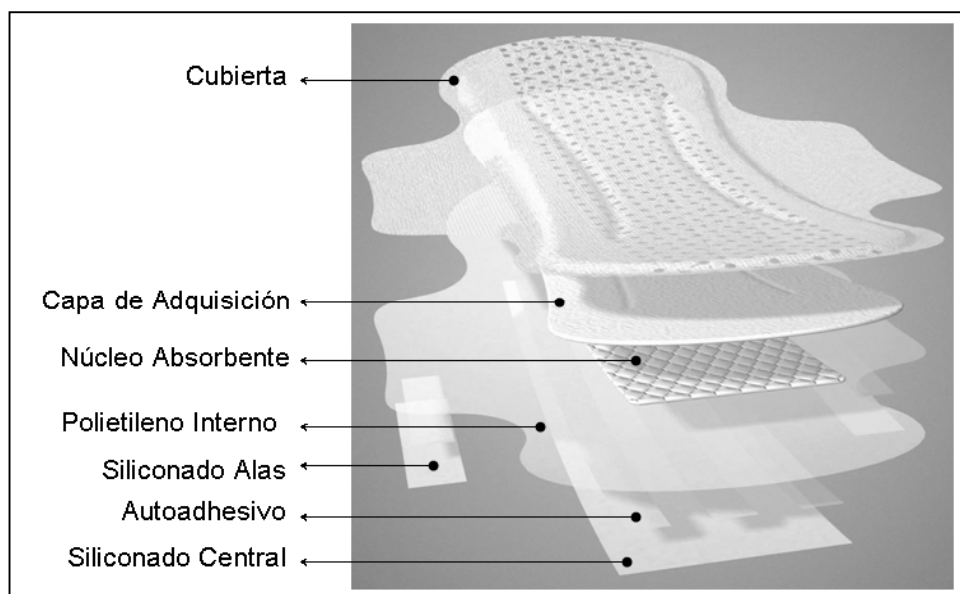 Cubierta
Capa de Adquisición
Núcleo Absorbente
Polietileno Interno
Siliconado Alas
Autoadhesivo
Siliconado Central